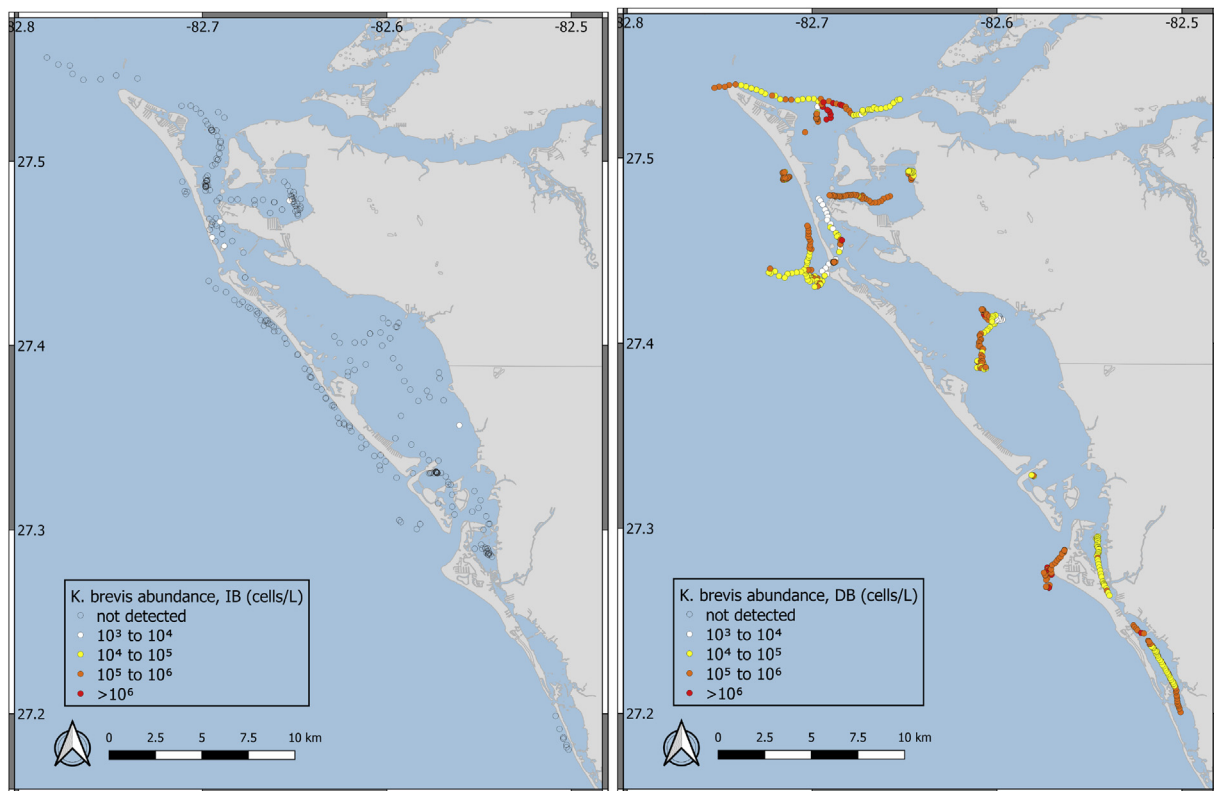 -82.8 -82.7 -82.6 -82.5
27.5
27.4
27.3
27.2
K. brevis abundance, IB (cells/L)
not detected
10³ to 10⁴
10⁴ to 10⁵
10⁵ to 10⁶
>10⁶
0 2.5 5 7.5 10 km
82.8 -82.7 -82.6 -82.5
27.5
27.4
27.3
27.2
K. brevis abundance, DB (cells/L)
not detected
10³ to 10⁴
10⁴ to 10⁵
10⁵ to 10⁶
>10⁶
0 2.5 5 7.5 10 km